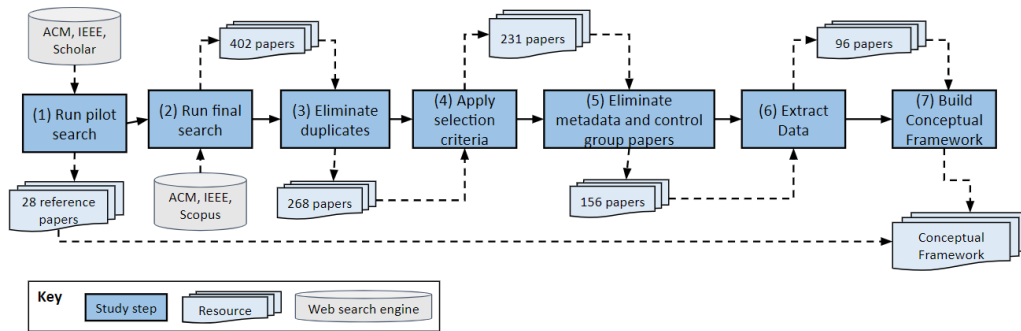 ACM, IEEE,
Scholar
402 papers
231 papers
96 papers
(1) Run pilot
search
(2) Run final
search
(3) Eliminate
duplicates
(4) Apply
selection
criteria
(5) Eliminate
metadata and control
group papers
(6) Extract
Data
(7) Build
Conceptual
Framework
28 reference
papers
ACM, IEEE,
Scopus
268 papers
156 papers
Conceptual
Framework
Key
Study step
Resource
Web search engine